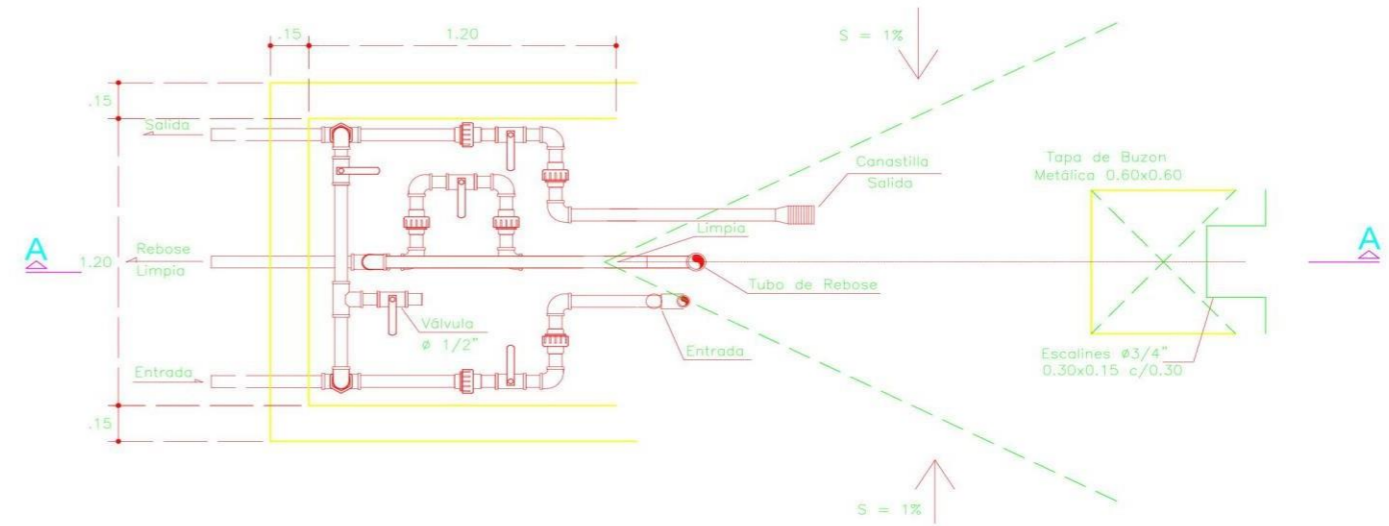 .15
1.20
S = 1%
.15
Salida
Canastilla
Salida
Tapa de Buzon
Metálica 0.60x0.60
Limpia
A
1.20
Rebose
Limpia
A
Tubo de Rebose
Válvula
ø 1/2"
Entrada
Entrada
Escalines ø3/4"
0.30x0.15 c/0.30
.15
S = 1%